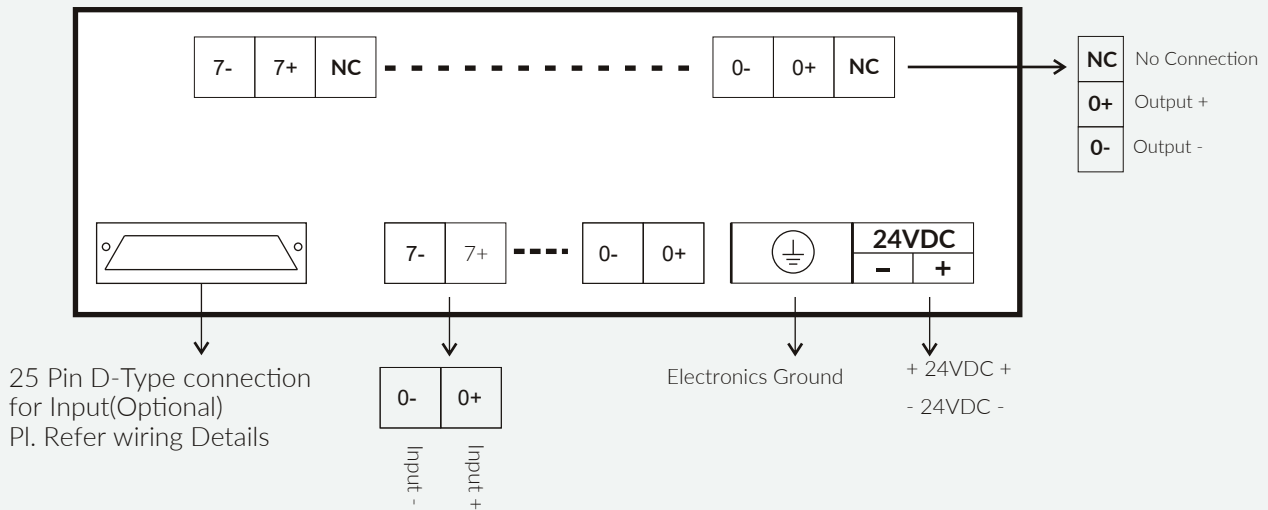 7- 7+ NC 0- 0+ NC
NC No Connection
0+ Output +
0- Output -
7- 7+ 0- 0+
24VDC
- +
25 Pin D-Type connection
for Input(Optional)
Pl. Refer wiring Details
0- 0+
Input -
Input +
Electronics Ground
+ 24VDC +
- 24VDC -